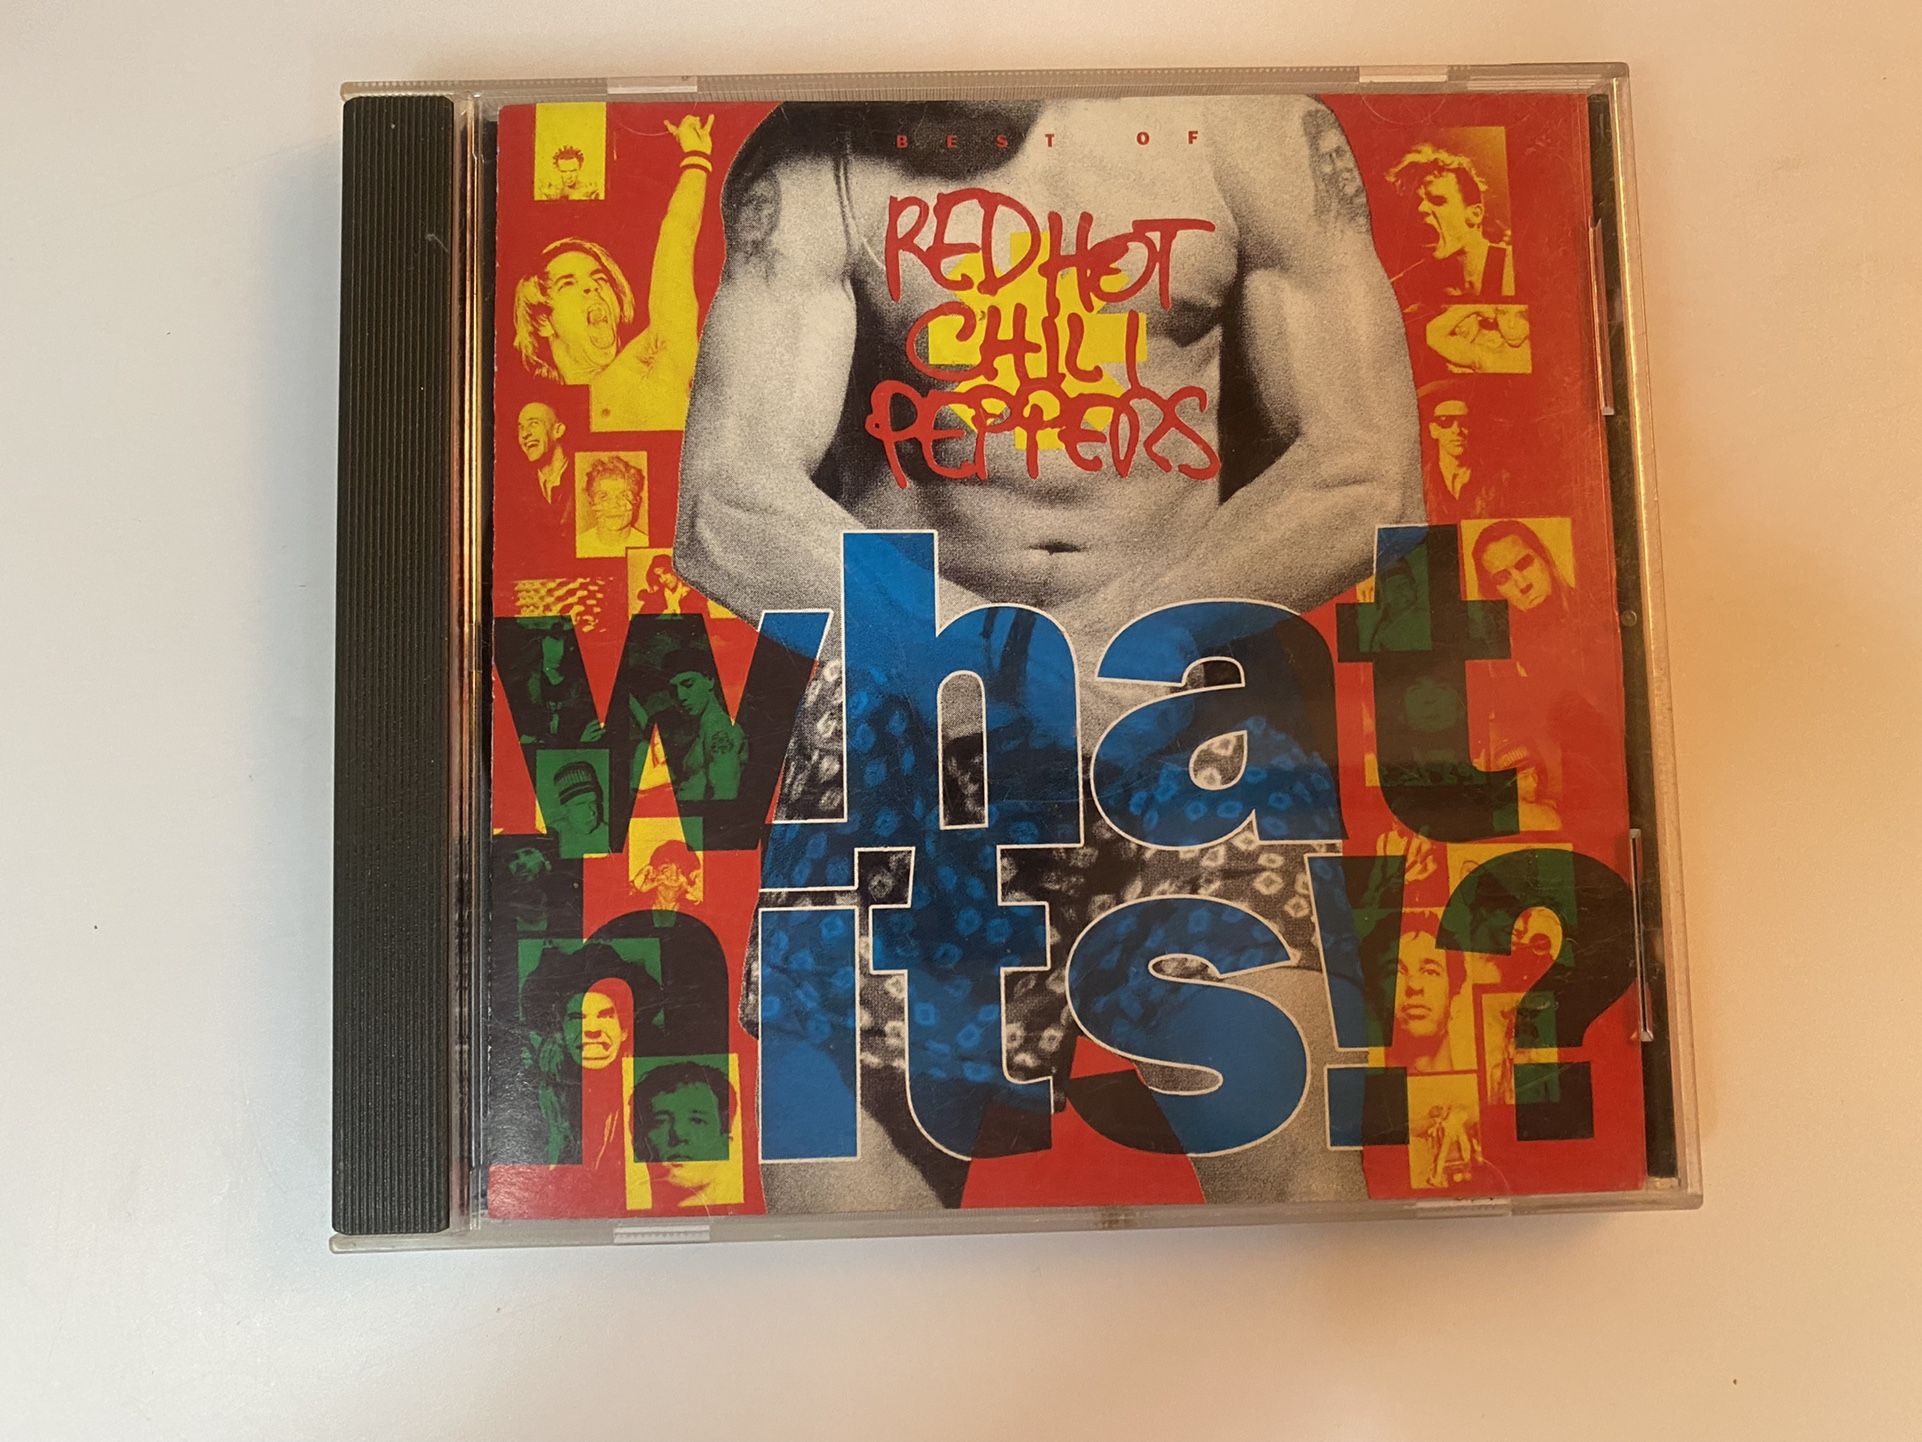 BEST OF
RED HOT
CHILI
PEPPERS
what
hits!?